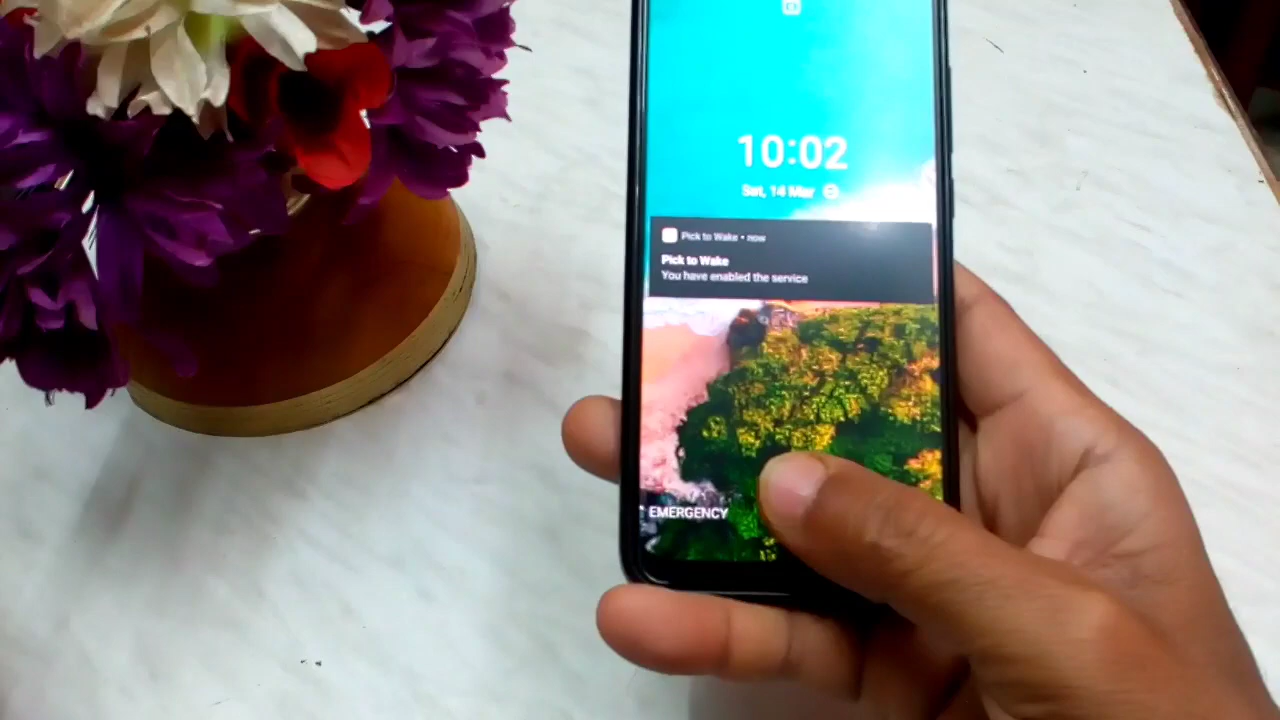 10:02
Sat, 14 Mar
Pick to Wake • now
Pick to Wake
You have enabled the service
EMERGENCY